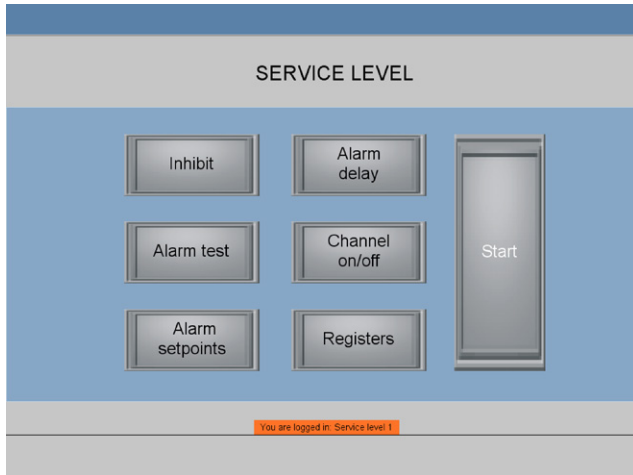 SERVICE LEVEL
Inhibit
Alarm
delay
Alarm test
Channel
on/off
Start
Alarm
setpoints
Registers
You are logged in: Service level 1